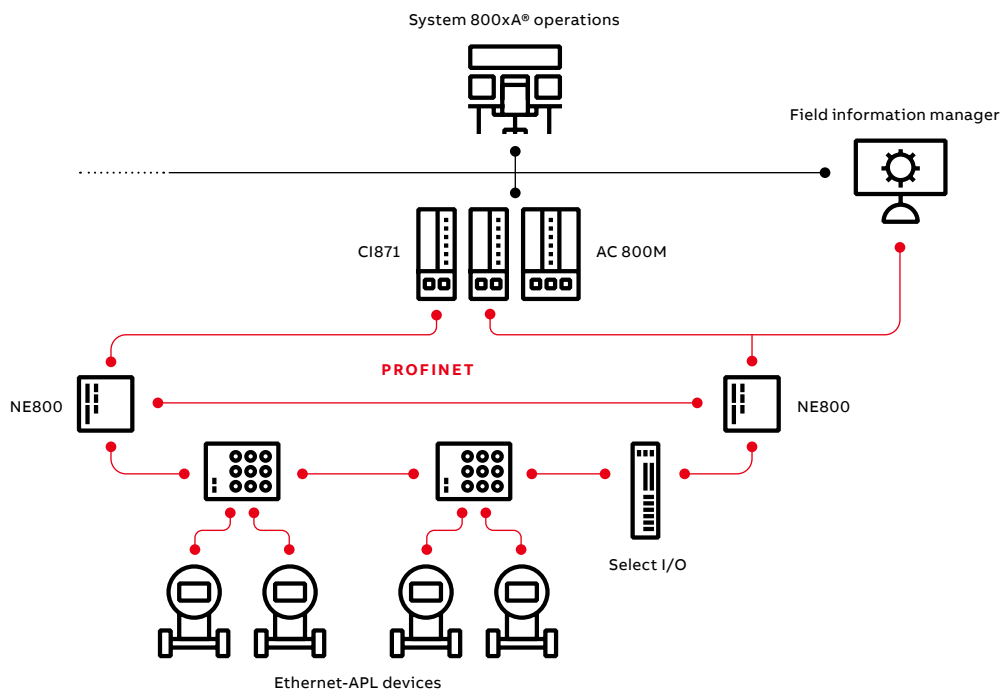 System 800xA® operations
Field information manager
CI871
AC 800M
PROFINET
NE800
NE800
Select I/O
Ethernet-APL devices